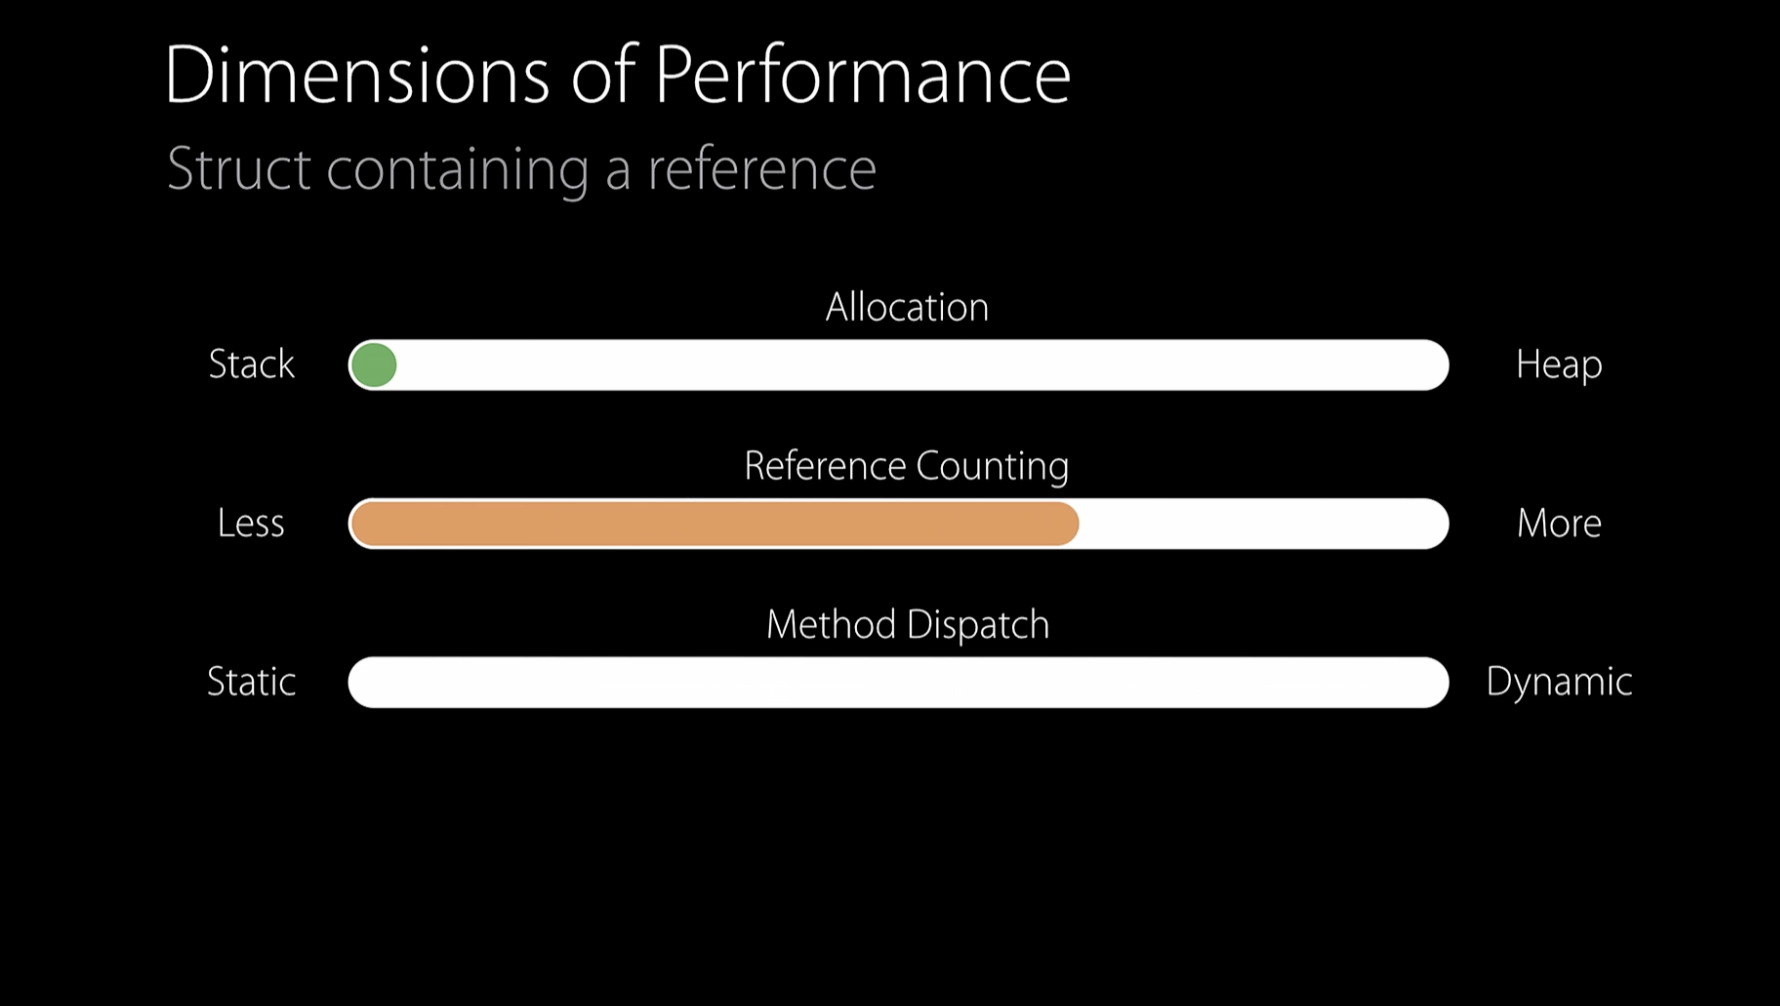 Dimensions of Performance
Struct containing a reference
Allocation
Stack
Heap
Reference Counting
Less
More
Method Dispatch
Static
Dynamic